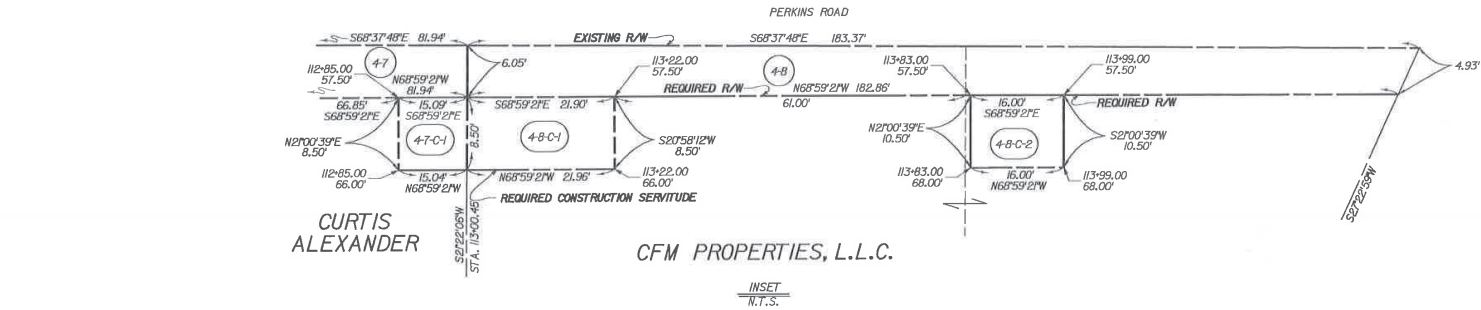 PERKINS ROAD
S68°37'48"E 81.94'
EXISTING R/W
S68°37'48"E 183.37'
4-7
6.05'
4-8
4.93'
112+85.00
57.50'
N68°59'21"W
81.94'
113+22.00
57.50'
113+83.00
57.50'
113+99.00
57.50'
REQUIRED R/W
N68°59'21"W 182.86'
66.85'
S68°59'21"E
15.09'
S68°59'21"E
S68°59'21"E 21.90'
61.00'
16.00'
S68°59'21"E
REQUIRED R/W
N21°00'39"E
8.50'
4-7-C-1
8.50'
4-8-C-1
S20°58'12"W
8.50'
N21°00'39"E
10.50'
4-8-C-2
S21°00'39"W
10.50'
112+85.00
66.00'
15.04'
N68°59'21"W
N68°59'21"W 21.96'
113+22.00
66.00'
113+83.00
68.00'
16.00'
N68°59'21"W
113+99.00
68.00'
REQUIRED CONSTRUCTION SERVITUDE
S21°22'06"W
STA. 113+00.45
S27°22'59"W
CURTIS
ALEXANDER
CFM PROPERTIES, L.L.C.
INSET
N.T.S.